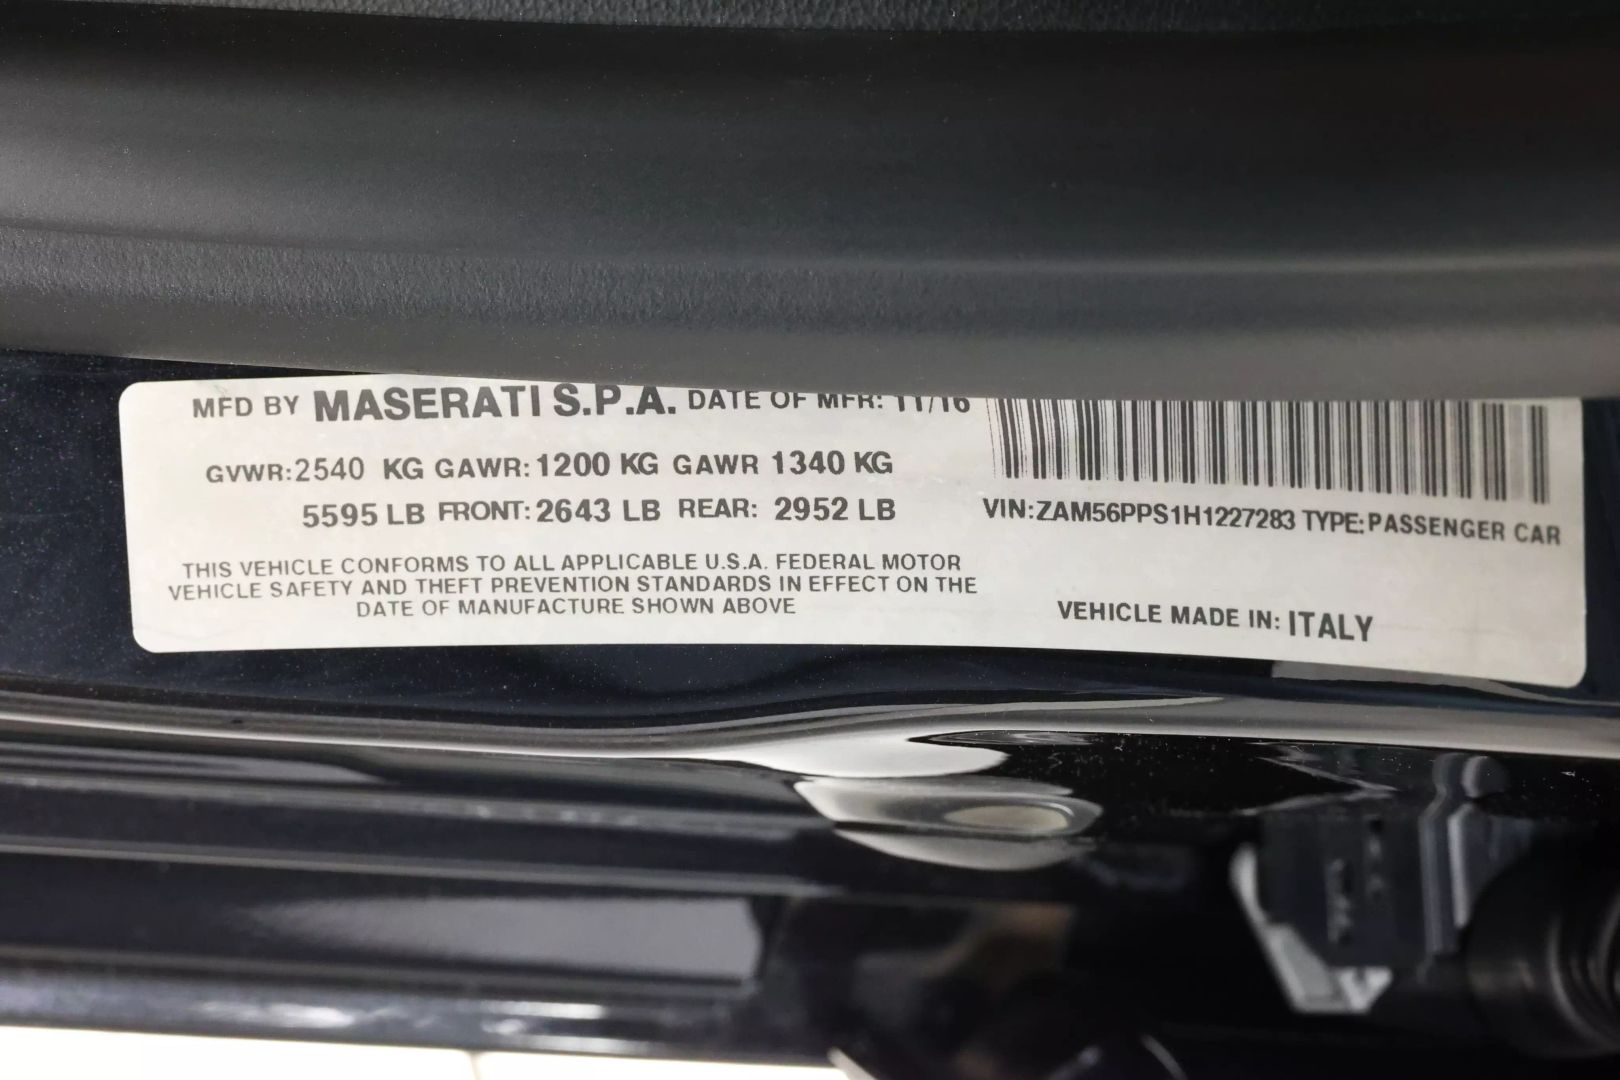 MFD BY MASERATI S.P.A. DATE OF MFR: 11/16
GVWR:2540 KG GAWR:1200 KG GAWR 1340 KG
5595 LB FRONT:2643 LB REAR: 2952 LB
VIN:ZAM56PPS1H1227283 TYPE:PASSENGER CAR
THIS VEHICLE CONFORMS TO ALL APPLICABLE U.S.A. FEDERAL MOTOR
VEHICLE SAFETY AND THEFT PREVENTION STANDARDS IN EFFECT ON THE
DATE OF MANUFACTURE SHOWN ABOVE
VEHICLE MADE IN: ITALY